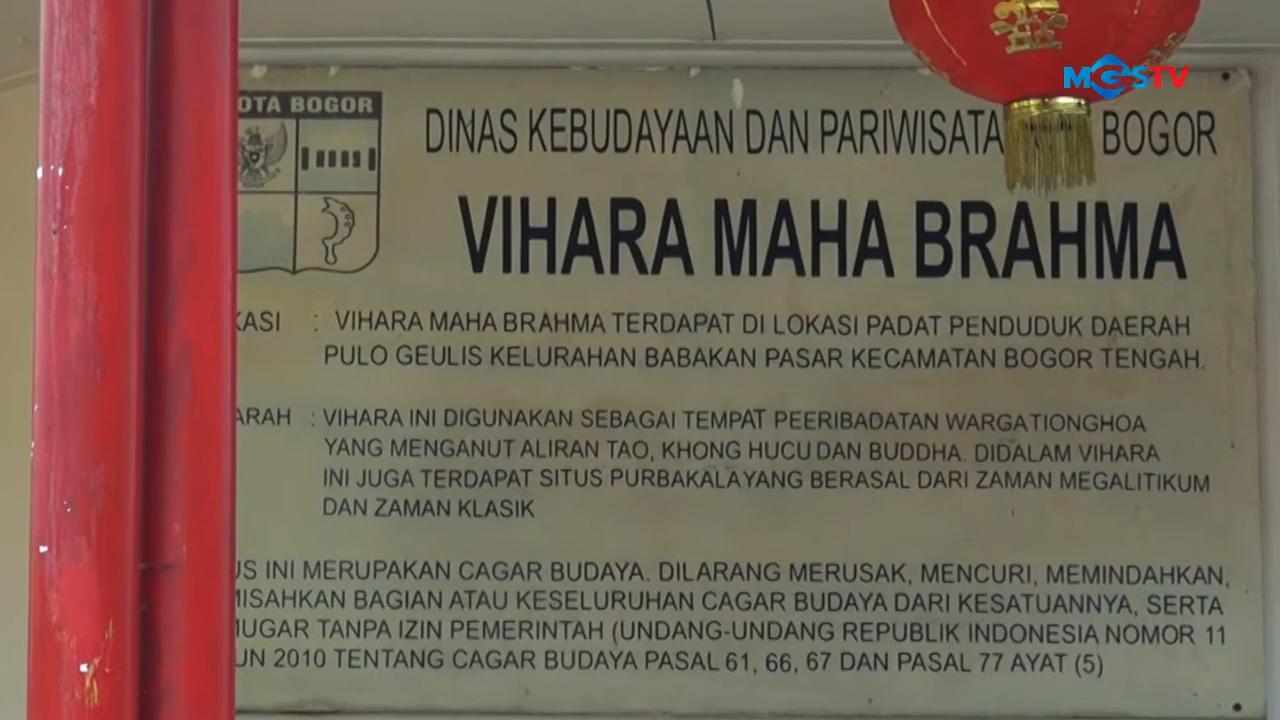 MGSTV
OTA BOGOR
DINAS KEBUDAYAAN DAN PARIWISATA BOGOR
VIHARA MAHA BRAHMA
KASI : VIHARA MAHA BRAHMA TERDAPAT DI LOKASI PADAT PENDUDUK DAERAH
PULO GEULIS KELURAHAN BABAKAN PASAR KECAMATAN BOGOR TENGAH.
ARAH : VIHARA INI DIGUNAKAN SEBAGAI TEMPAT PEERIBADATAN WARGA TIONGHOA
YANG MENGANUT ALIRAN TAO, KHONG HUCU DAN BUDDHA. DIDALAM VIHARA
INI JUGA TERDAPAT SITUS PURBAKALA YANG BERASAL DARI ZAMAN MEGALITIKUM
DAN ZAMAN KLASIK
US INI MERUPAKAN CAGAR BUDAYA. DILARANG MERUSAK, MENCURI, MEMINDAHKAN,
MISAHKAN BAGIAN ATAU KESELURUHAN CAGAR BUDAYA DARI KESATUANNYA, SERTA
MUGAR TANPA IZIN PEMERINTAH (UNDANG-UNDANG REPUBLIK INDONESIA NOMOR 11
UN 2010 TENTANG CAGAR BUDAYA PASAL 61, 66, 67 DAN PASAL 77 AYAT (5)